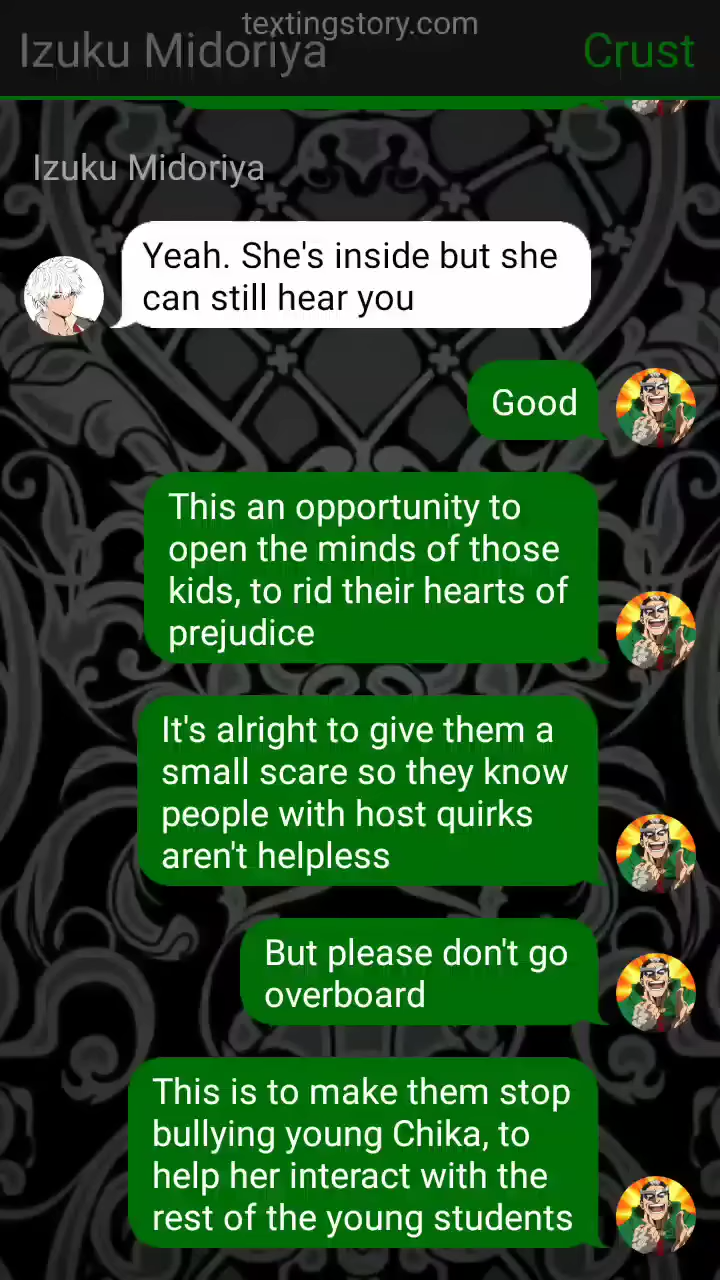 textingstory.com
Izuku Midoriya
Crust
Izuku Midoriya
Yeah. She's inside but she
can still hear you
Good
This an opportunity to
open the minds of those
kids, to rid their hearts of
prejudice
It's alright to give them a
small scare so they know
people with host quirks
aren't helpless
But please don't go
overboard
This is to make them stop
bullying young Chika, to
help her interact with the
rest of the young students